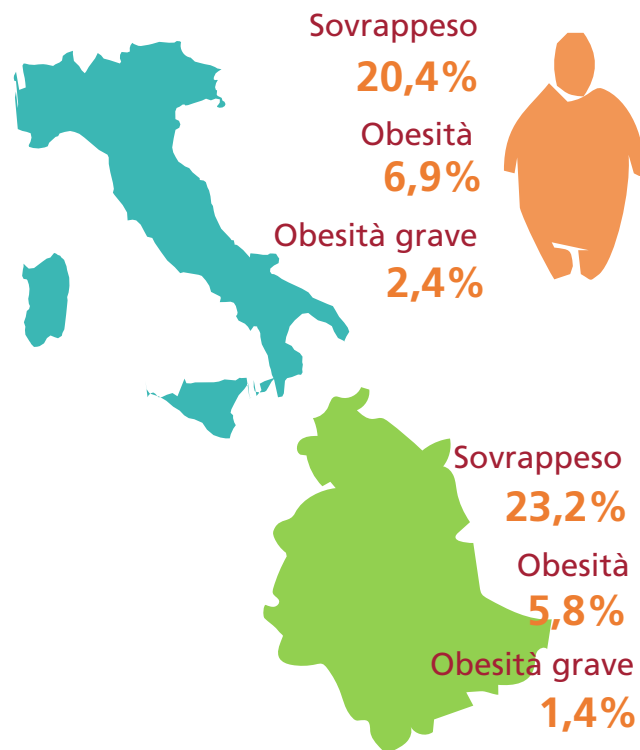 Sovrappeso
20,4%
Obesità
6,9%
Obesità grave
2,4%
Sovrappeso
23,2%
Obesità
5,8%
Obesità grave
1,4%